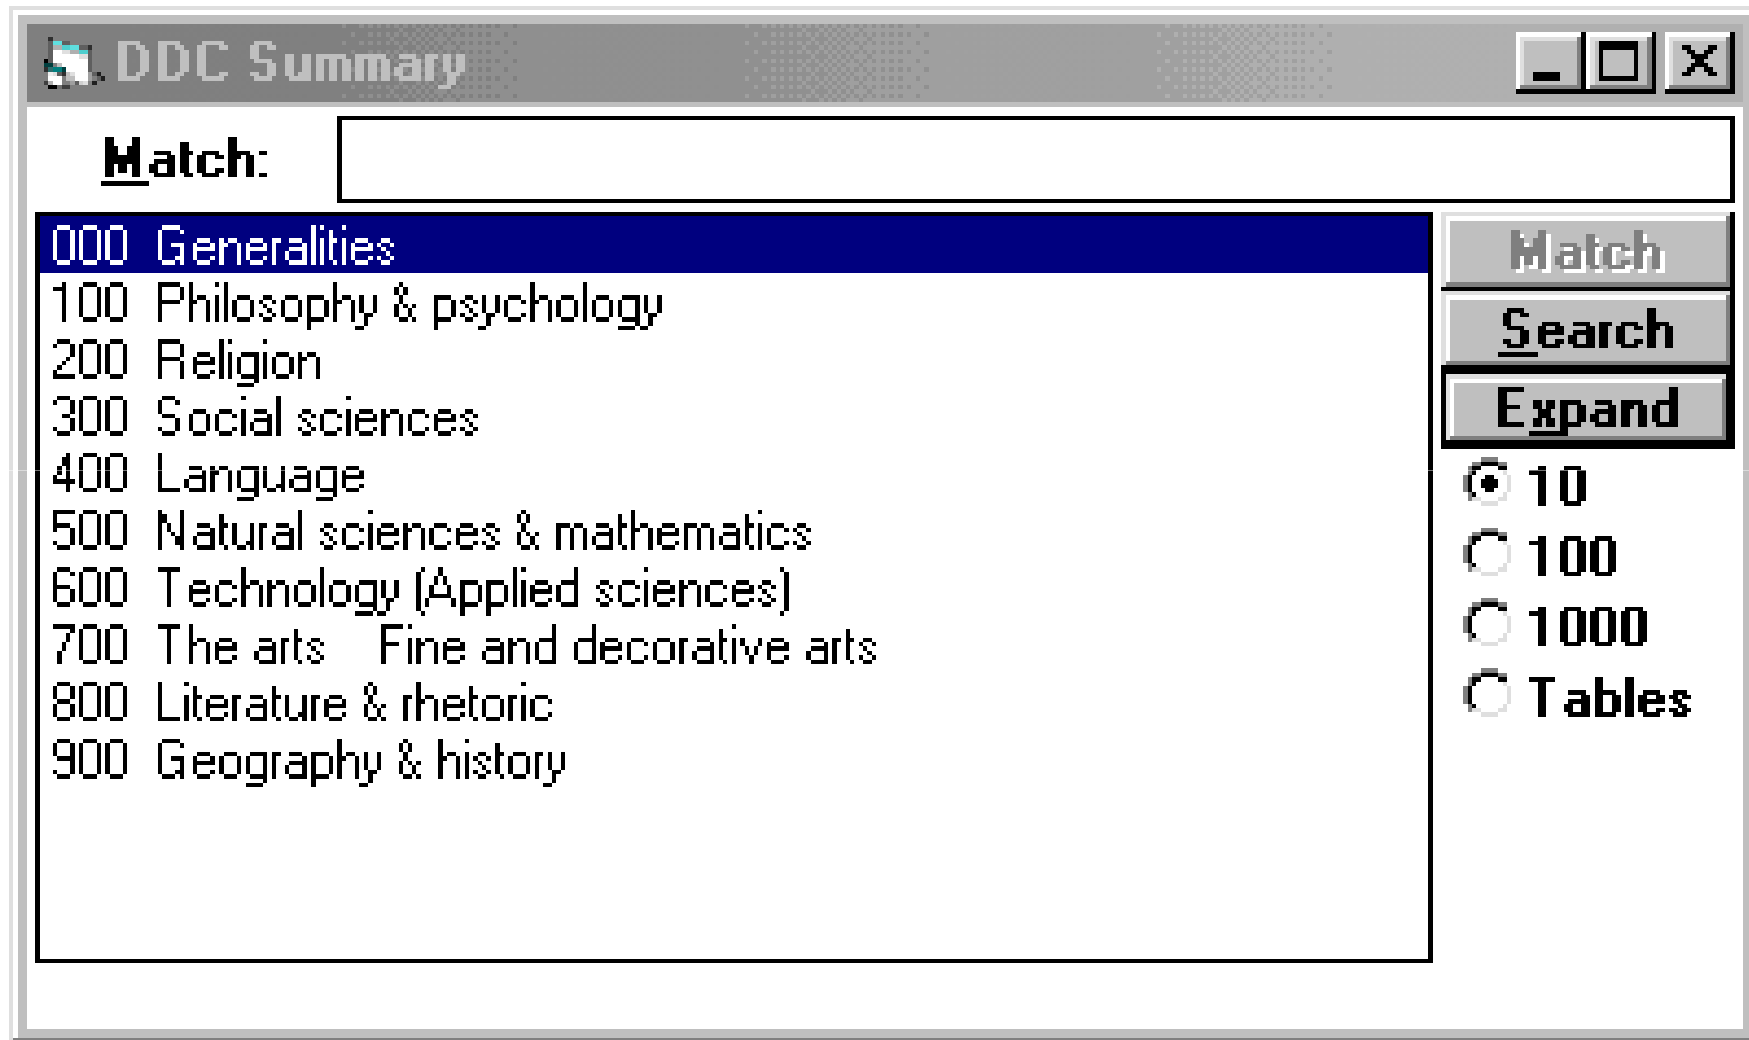 DDC Summary
Match:
000 Generalities
100 Philosophy & psychology
200 Religion
300 Social sciences
400 Language
500 Natural sciences & mathematics
600 Technology (Applied sciences)
700 The arts Fine and decorative arts
800 Literature & rhetoric
900 Geography & history
Match
Search
Expand
10
100
1000
Tables